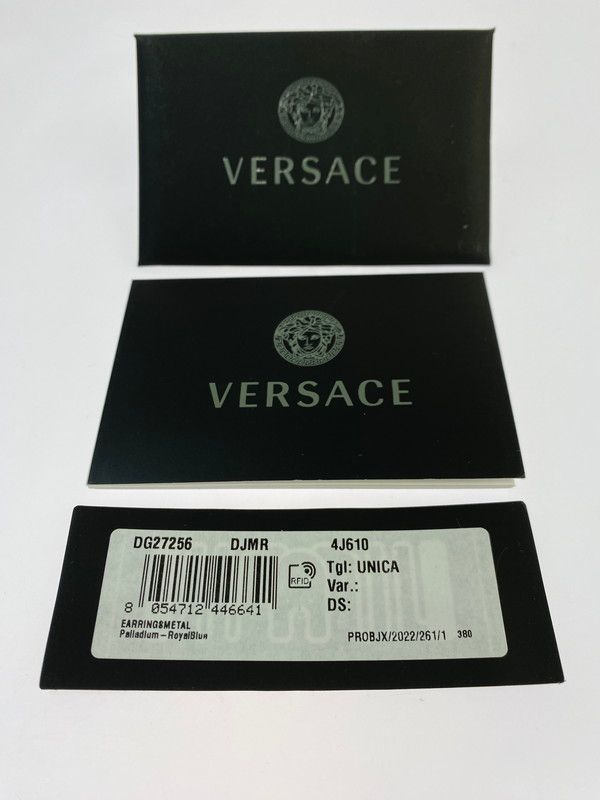 VERSACE
VERSACE
DG27256 DJMR 4J610
RFID
Tgl: UNICA
Var.:
DS:
8 054712 446641
EARRINGSMETAL
Palladium-RoyalBlue
PROBJX/2022/261/1 380